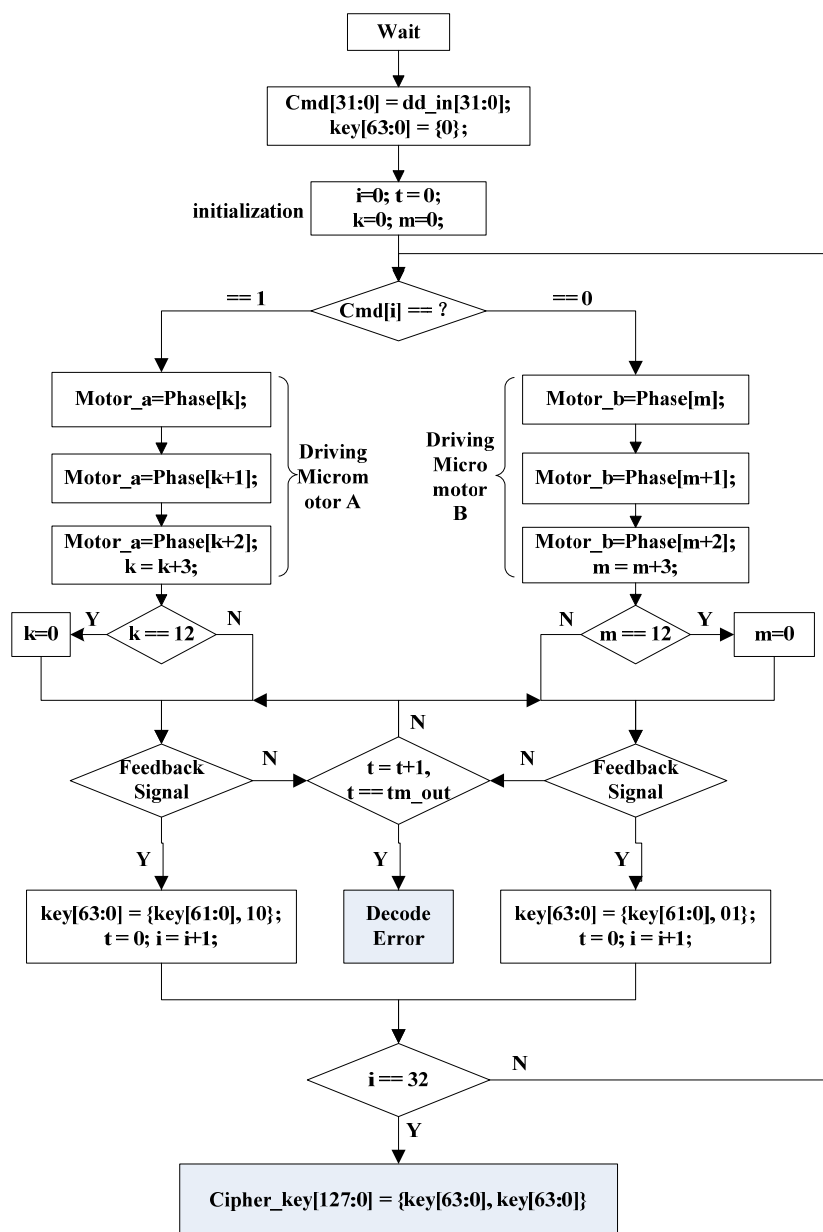 Wait
Cmd[31:0] = dd_in[31:0];
key[63:0] = {0};
initialization
i=0; t = 0;
k=0; m=0;
Cmd[i] == ?
== 1
==0
Motor_a=Phase[k];
Motor_a=Phase[k+1];
Motor_a=Phase[k+2];
k = k+3;
Driving
Microm
otor A
Driving
Micro
motor
B
Motor_b=Phase[m];
Motor_b=Phase[m+1];
Motor_b=Phase[m+2];
m = m+3;
k=0
Y
k == 12
N
N
m == 12
Y
m=0
Feedback
Signal
N
N
t = t+1,
t == tm_out
N
Feedback
Signal
Y
Y
Y
key[63:0] = {key[61:0], 10};
t = 0; i = i+1;
Decode
Error
key[63:0] = {key[61:0], 01};
t = 0; i = i+1;
i == 32
N
Y
Cipher_key[127:0] = {key[63:0], key[63:0]}